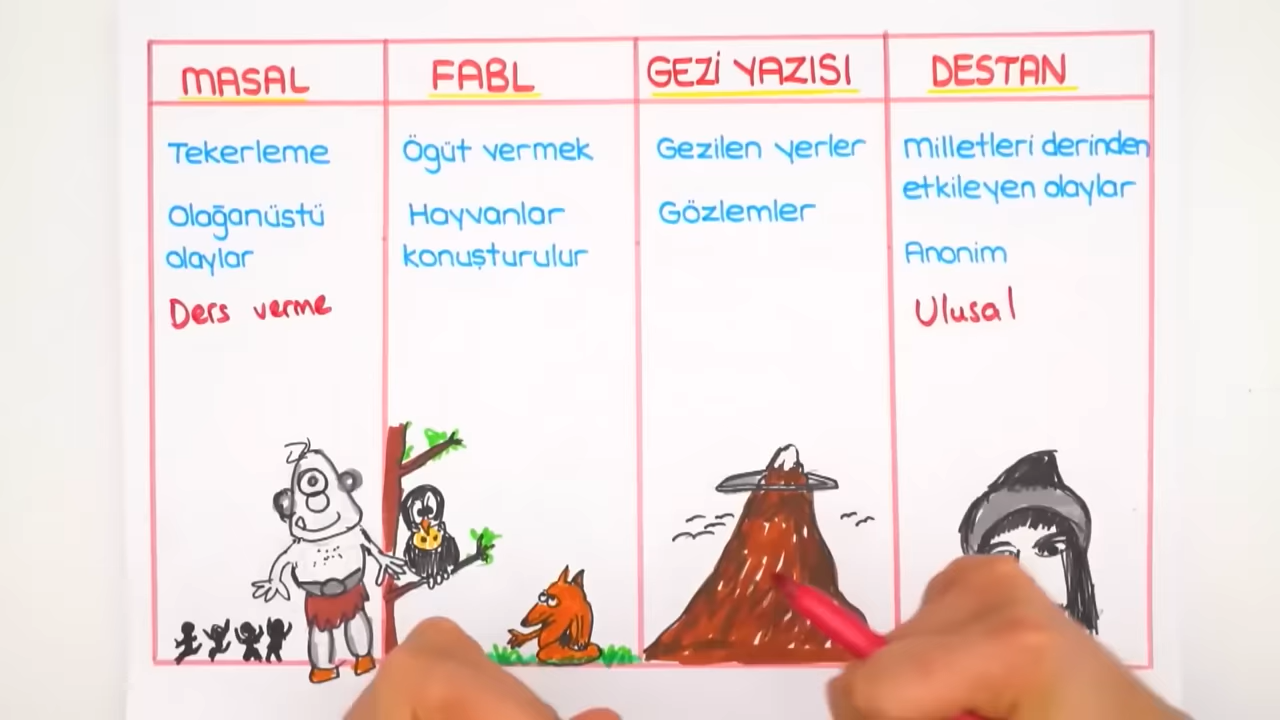 MASAL
Tekerleme
Olağanüstü
olaylar
Ders verme
FABL
Ögüt vermek
Hayvanlar
konuşturulur
GEZİ YAZISI
Gezilen yerler
Gözlemler
DESTAN
milletleri derinden
etkileyen olaylar
Anonim
Ulusal